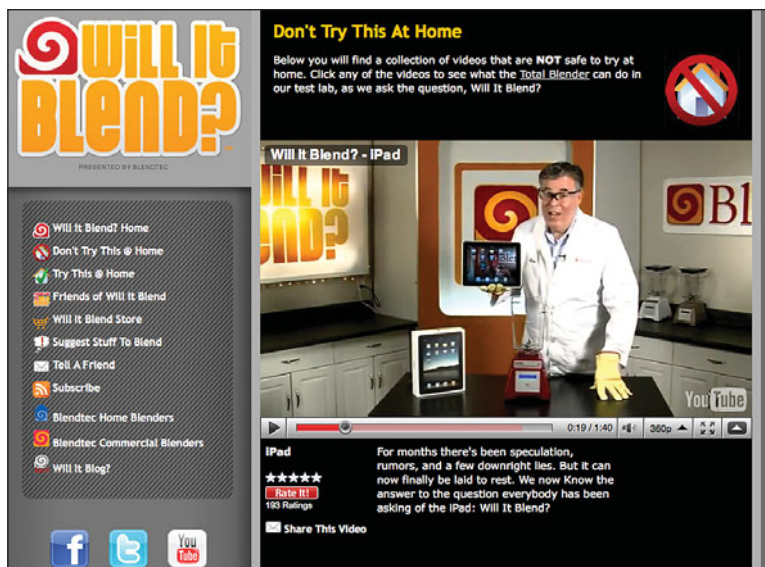 WILL IT
BLEND?
PRESENTED BY BLENDTEC
Will It Blend? Home
Don't Try This @ Home
Try This @ Home
Friends of Will It Blend
Will it Blend Store
Suggest Stuff To Blend
Tell A Friend
Subscribe
Blendtec Home Blenders
Blendtec Commercial Blenders
Will It Blog?
f
t
You
Tube
Don't Try This At Home
Below you will find a collection of videos that are NOT safe to try at
home. Click any of the videos to see what the Total Blender can do in
our test lab, as we ask the question, Will It Blend?
Will It Blend? - iPad
ILL It
END?
Bl
YouTube
0:19 / 1:40
360p
iPad
Rate It!
193 Ratings
Share This Video
For months there's been speculation,
rumors, and a few downright lies. But it can
now finally be laid to rest. We now Know the
answer to the question everybody has been
asking of the iPad: Will It Blend?